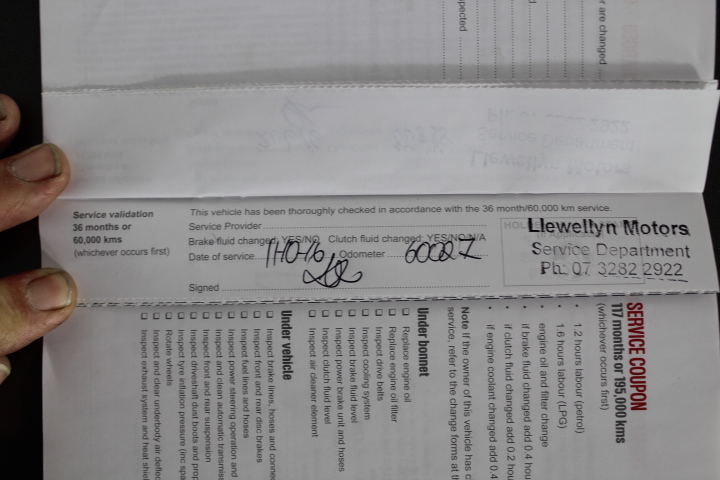 or are changed
Service validation
36 months or
60,000 kms
(whichever occurs first)
This vehicle has been thoroughly checked in accordance with the 36 month/60,000 km service.
Service Provider
Brake fluid changed YES/NO Clutch fluid changed YES/NO/N/A
Date of service Odometer
Signed
Llewellyn Motors
Service Department
Ph: 07 3282 2922
SERVICE COUPON
117 months or 195,000 kms
(whichever occurs first)
• 1.2 hours labour (petrol)
• 1.6 hours labour (LPG)
• engine oil and filter change
• if brake fluid changed add 0.4 hou
• if clutch fluid changed add 0.2 hou
• if engine coolant changed add 0.4
Note If the owner of this vehicle has c
service, refer to the change forms at t
Under bonnet
Replace engine oil
Replace engine oil filter
Inspect drive belts
Inspect cooling system
Inspect brake fluid level
Inspect power brake unit and hoses
Inspect clutch fluid level
Inspect air cleaner element
Under vehicle
Inspect brake lines, hoses and connec
Inspect front and rear disc brakes
Inspect fuel lines and hoses
Inspect power steering operation and
Inspect and clean automatic transmiss
Inspect front and rear suspension
Inspect driveshaft dust boots and prop
Inspect tyre inflation pressure (inc spa
Rotate wheels
Inspect and clear underbody air deflec
Inspect exhaust system and heat shiel